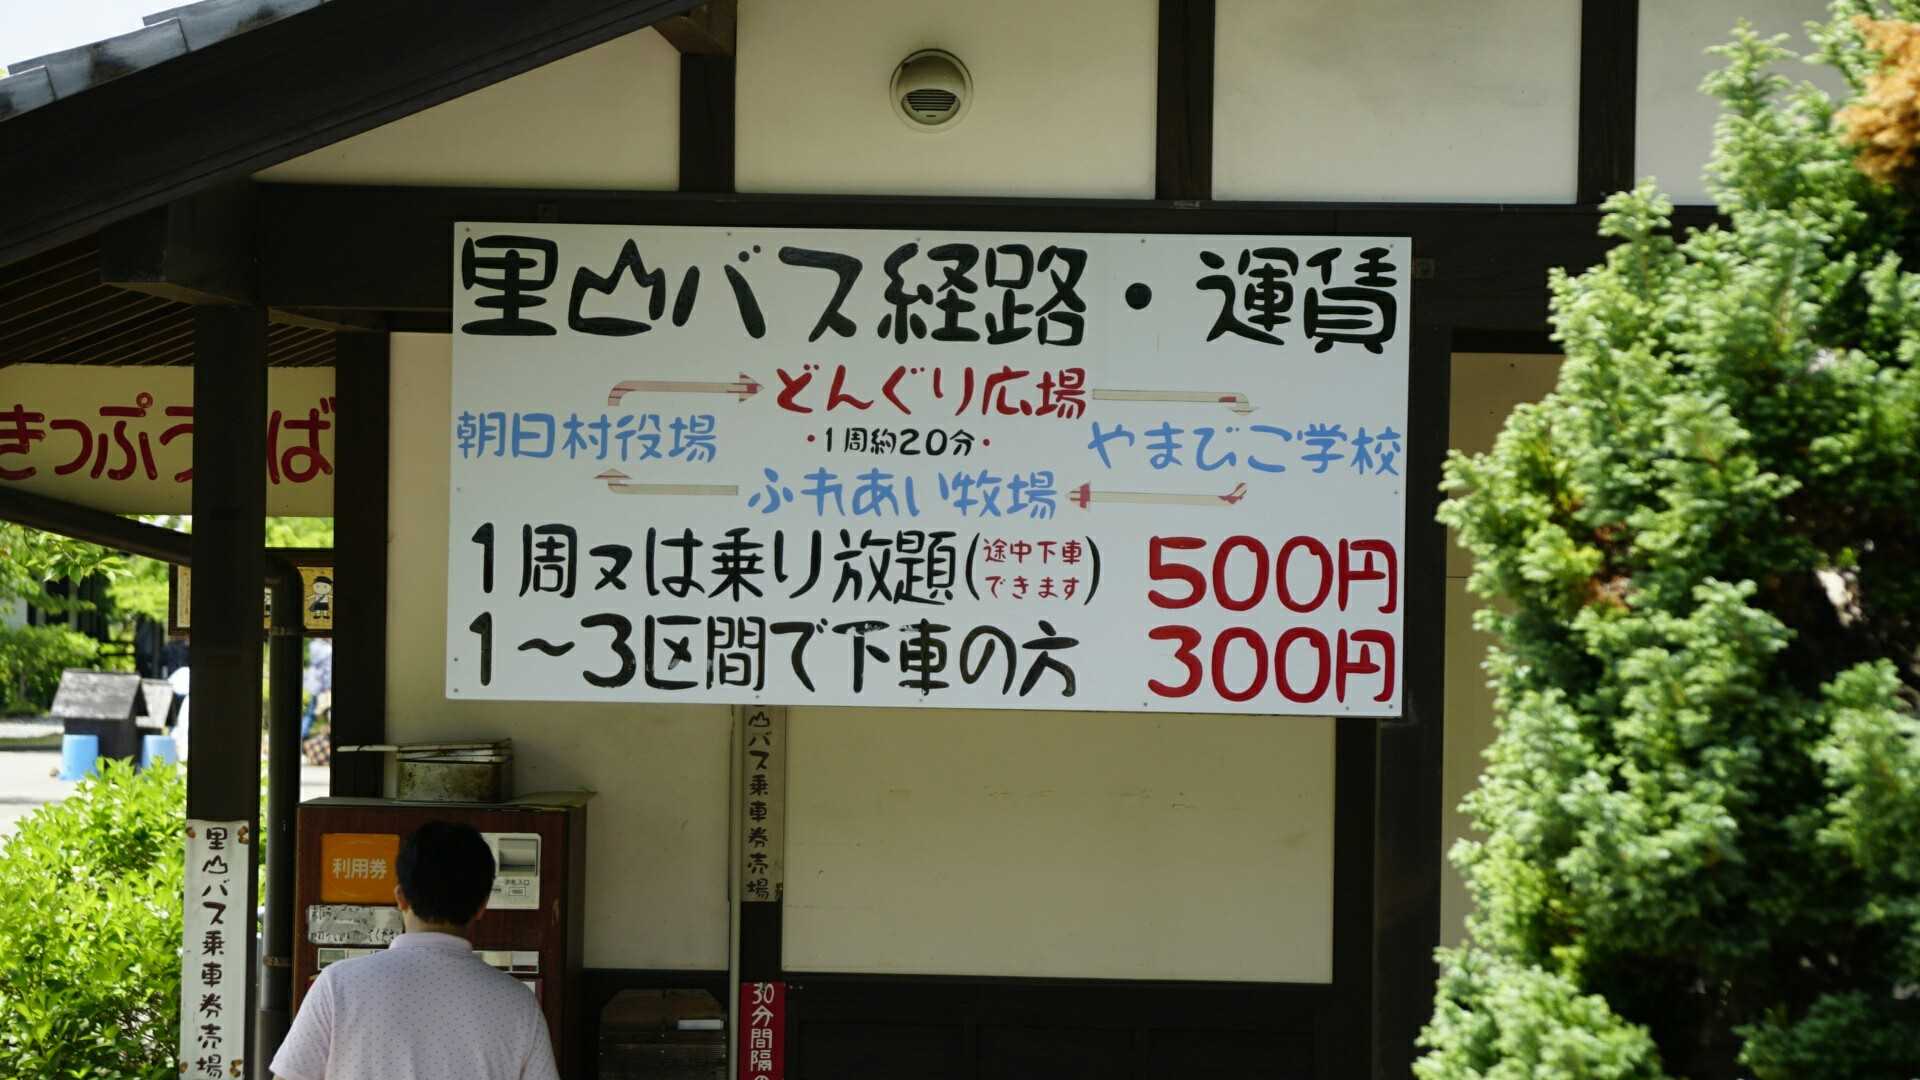 里山バス経路・運賃
どんぐり広場
朝日村役場
・1周約20分・
やまびこ学校
ふれあい牧場
1周又は乗り放題(途中下車できます) 500円
1〜3区間で下車の方 300円
きっぷうりば
山バス乗車券売場
利用券
里山バス乗車券売場
30分間隔の